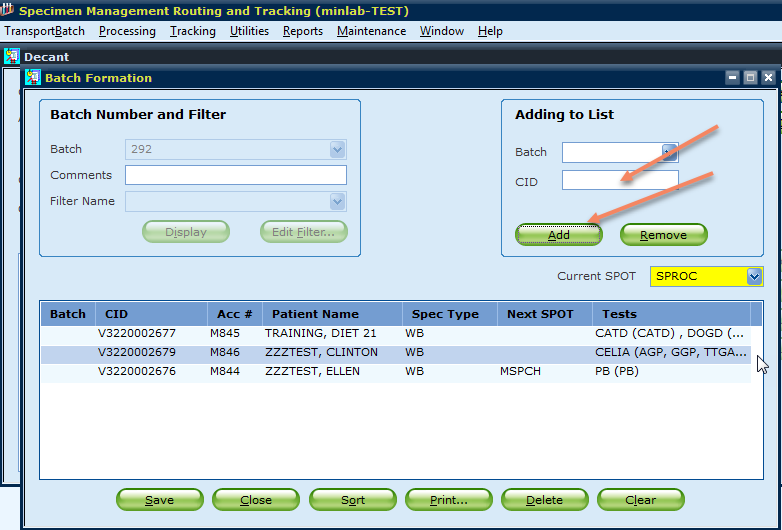 Specimen Management Routing and Tracking (minlab-TEST)
TransportBatch Processing Tracking Utilities Reports Maintenance Window Help
Decant
Batch Formation
Batch Number and Filter
Batch 292
Comments
Filter Name
Display Edit Filter...
Adding to List
Batch
CID
Add Remove
Current SPOT SPROC
Batch CID Acc # Patient Name Spec Type Next SPOT Tests
V3220002677 M845 TRAINING, DIET 21 WB CATD (CATD) , DOGD (...
V3220002679 M846 ZZZTEST, CLINTON WB CELIA (AGP, GGP, TTGA...
V3220002676 M844 ZZZTEST, ELLEN WB MSPCH PB (PB)
Save Close Sort Print... Delete Clear